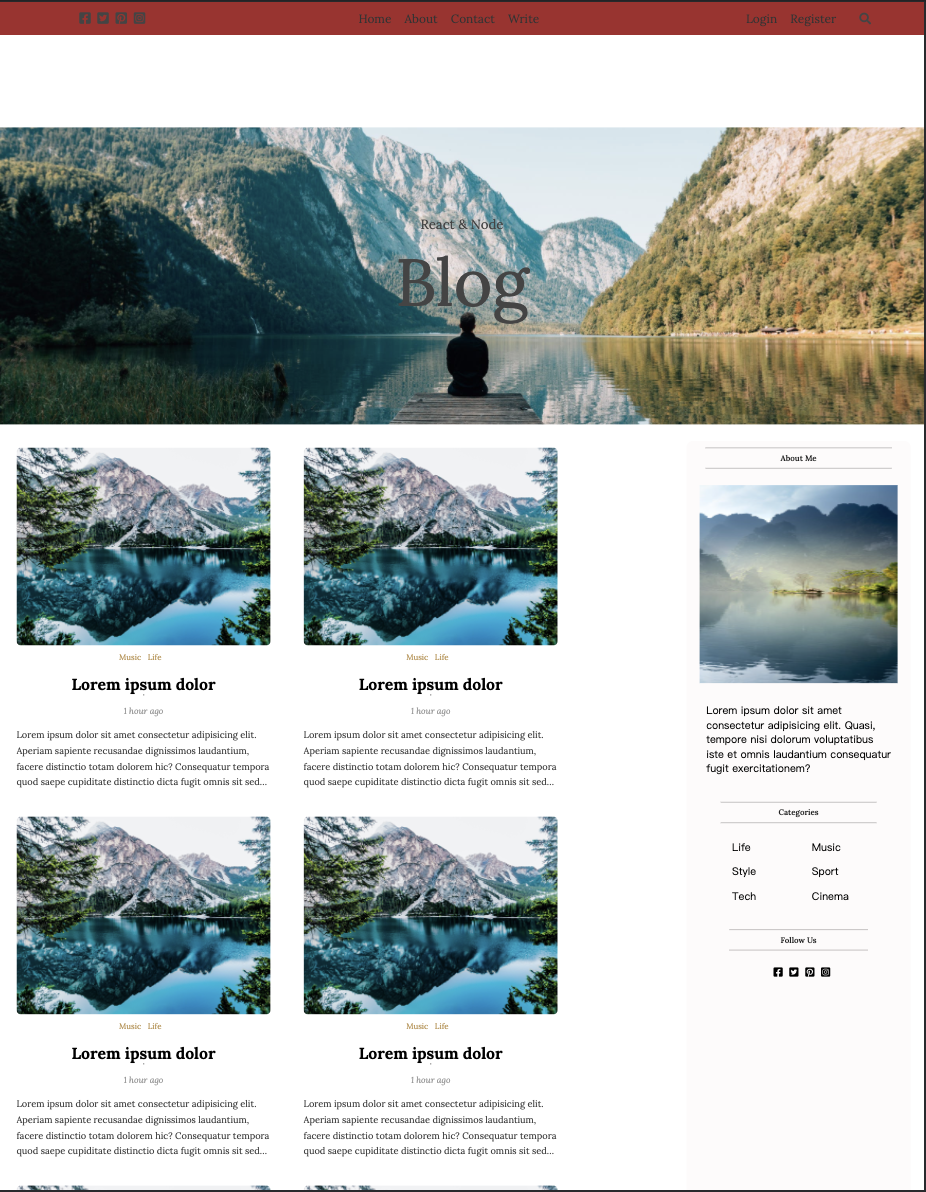 Home About Contact Write
Login Register
React & Node
Blog
Music Life
Lorem ipsum dolor
1 hour ago
Lorem ipsum dolor sit amet consectetur adipisicing elit.
Aperiam sapiente recusandae dignissimos laudantium,
facere distinctio totam dolorem hic? Consequatur tempora
quod saepe cupiditate distinctio dicta fugit omnis sit sed...
Music Life
Lorem ipsum dolor
1 hour ago
Lorem ipsum dolor sit amet consectetur adipisicing elit.
Aperiam sapiente recusandae dignissimos laudantium,
facere distinctio totam dolorem hic? Consequatur tempora
quod saepe cupiditate distinctio dicta fugit omnis sit sed...
Music Life
Lorem ipsum dolor
1 hour ago
Lorem ipsum dolor sit amet consectetur adipisicing elit.
Aperiam sapiente recusandae dignissimos laudantium,
facere distinctio totam dolorem hic? Consequatur tempora
quod saepe cupiditate distinctio dicta fugit omnis sit sed...
Music Life
Lorem ipsum dolor
1 hour ago
Lorem ipsum dolor sit amet consectetur adipisicing elit.
Aperiam sapiente recusandae dignissimos laudantium,
facere distinctio totam dolorem hic? Consequatur tempora
quod saepe cupiditate distinctio dicta fugit omnis sit sed...
About Me
Lorem ipsum dolor sit amet
consectetur adipisicing elit. Quasi,
tempore nisi dolorum voluptatibus
iste et omnis laudantium consequatur
fugit exercitationem?
Categories
Life Music
Style Sport
Tech Cinema
Follow Us